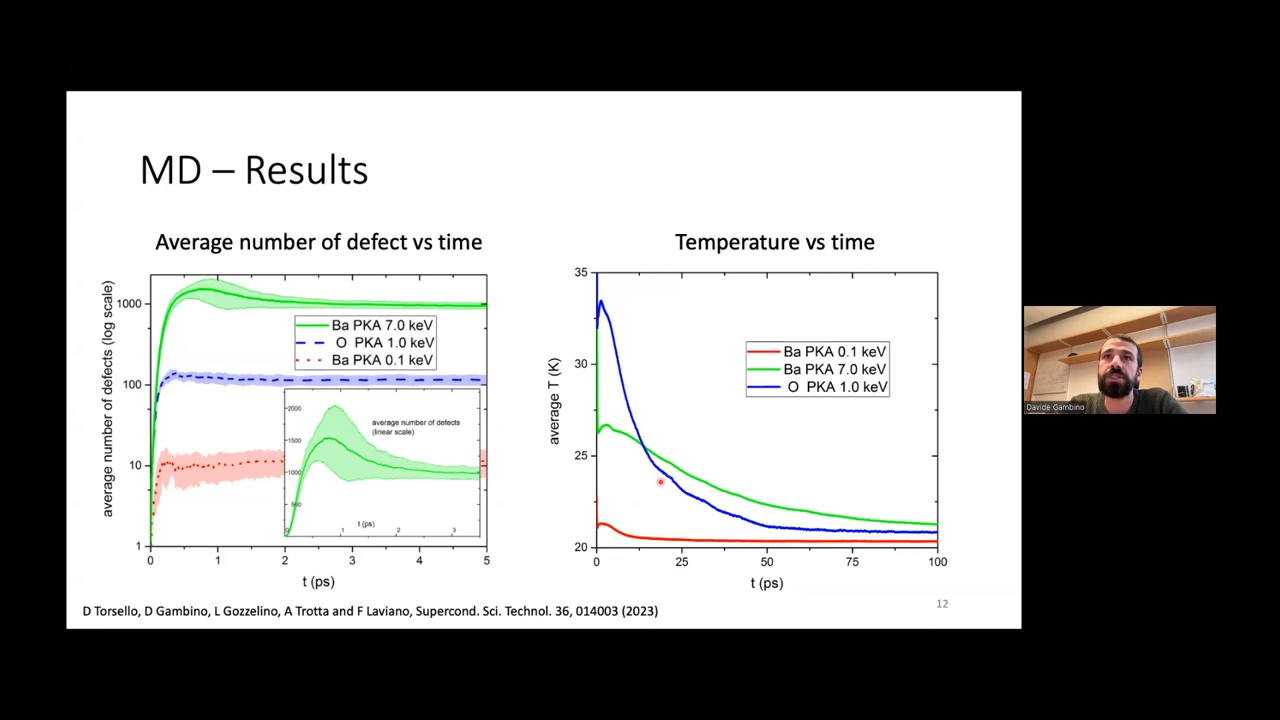 MD – Results
Average number of defect vs time
Temperature vs time
average number of defects (log scale)
1000
100
10
1
Ba PKA 7.0 keV
O PKA 1.0 keV
Ba PKA 0.1 keV
2000
1500
1000
500
average number of defects
(linear scale)
0
1
t (ps)
2
3
0
1
2
3
4
5
t (ps)
average T (K)
35
30
25
20
Ba PKA 0.1 keV
Ba PKA 7.0 keV
O PKA 1.0 keV
0
25
50
75
100
t (ps)
D Torsello, D Gambino, L Gozzelino, A Trotta and F Laviano, Supercond. Sci. Technol. 36, 014003 (2023)
12
Davide Gambino